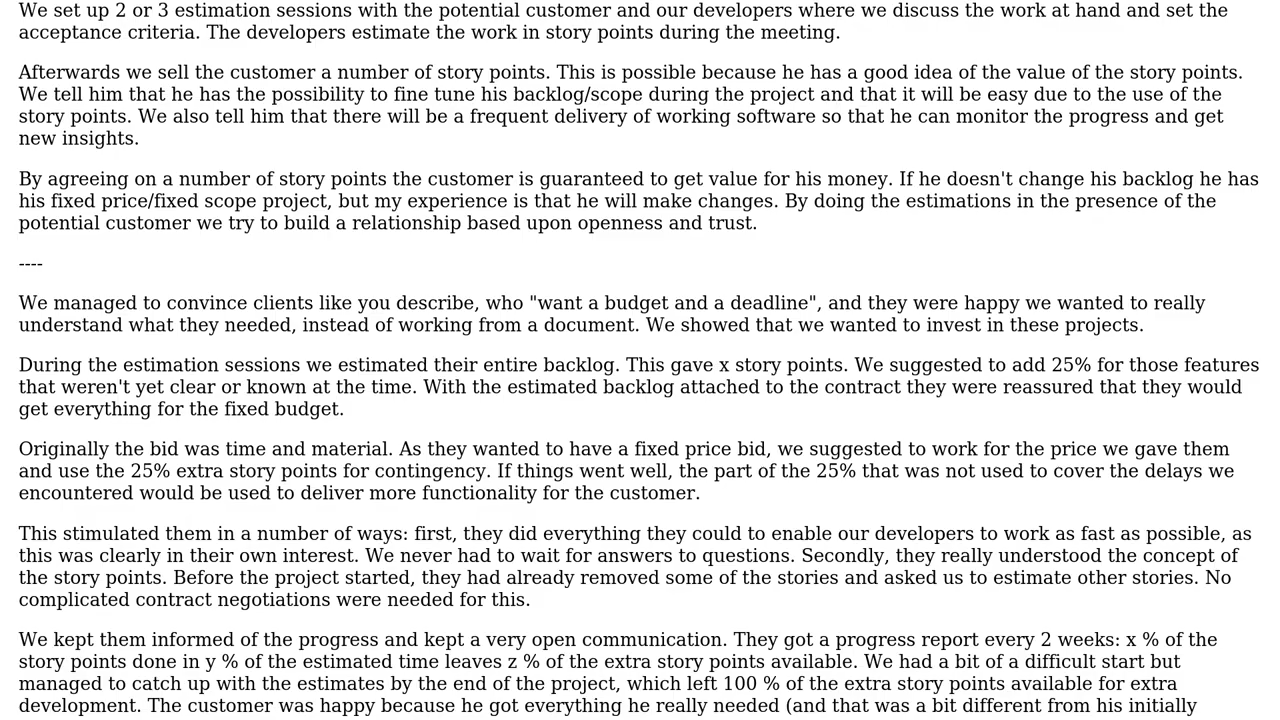 We set up 2 or 3 estimation sessions with the potential customer and our developers where we discuss the work at hand and set the
acceptance criteria. The developers estimate the work in story points during the meeting.
Afterwards we sell the customer a number of story points. This is possible because he has a good idea of the value of the story points.
We tell him that he has the possibility to fine tune his backlog/scope during the project and that it will be easy due to the use of the
story points. We also tell him that there will be a frequent delivery of working software so that he can monitor the progress and get
new insights.
By agreeing on a number of story points the customer is guaranteed to get value for his money. If he doesn't change his backlog he has
his fixed price/fixed scope project, but my experience is that he will make changes. By doing the estimations in the presence of the
potential customer we try to build a relationship based upon openness and trust.
----
We managed to convince clients like you describe, who "want a budget and a deadline", and they were happy we wanted to really
understand what they needed, instead of working from a document. We showed that we wanted to invest in these projects.
During the estimation sessions we estimated their entire backlog. This gave x story points. We suggested to add 25% for those features
that weren't yet clear or known at the time. With the estimated backlog attached to the contract they were reassured that they would
get everything for the fixed budget.
Originally the bid was time and material. As they wanted to have a fixed price bid, we suggested to work for the price we gave them
and use the 25% extra story points for contingency. If things went well, the part of the 25% that was not used to cover the delays we
encountered would be used to deliver more functionality for the customer.
This stimulated them in a number of ways: first, they did everything they could to enable our developers to work as fast as possible, as
this was clearly in their own interest. We never had to wait for answers to questions. Secondly, they really understood the concept of
the story points. Before the project started, they had already removed some of the stories and asked us to estimate other stories. No
complicated contract negotiations were needed for this.
We kept them informed of the progress and kept a very open communication. They got a progress report every 2 weeks: x % of the
story points done in y % of the estimated time leaves z % of the extra story points available. We had a bit of a difficult start but
managed to catch up with the estimates by the end of the project, which left 100 % of the extra story points available for extra
development. The customer was happy because he got everything he really needed (and that was a bit different from his initially